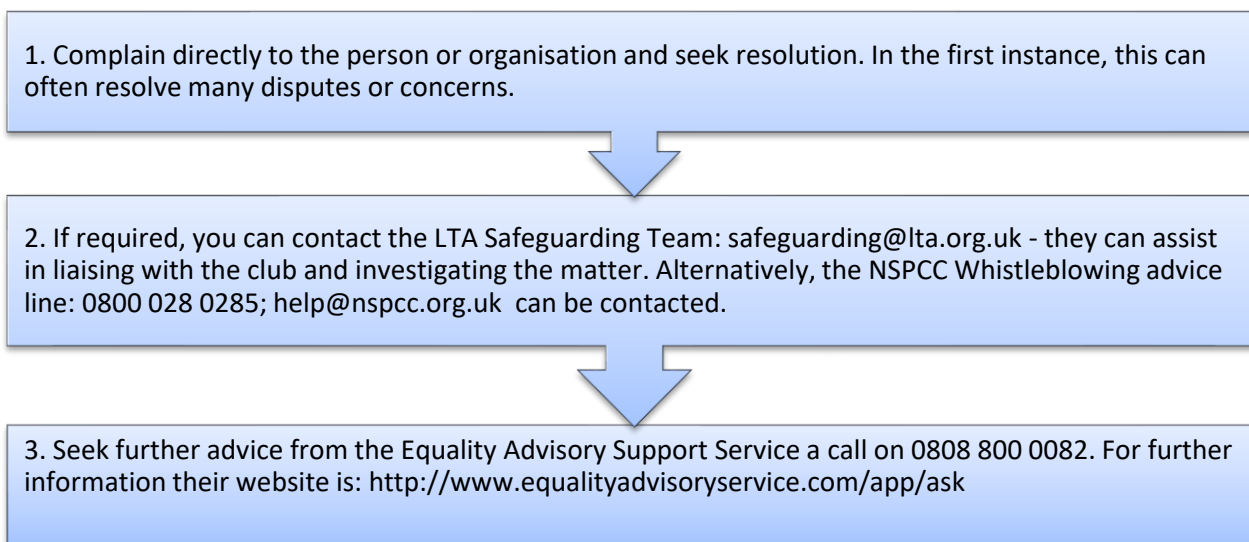 1. Complain directly to the person or organisation and seek resolution. In the first instance, this can
often resolve many disputes or concerns.
2. If required, you can contact the LTA Safeguarding Team: safeguarding@lta.org.uk - they can assist
in liaising with the club and investigating the matter. Alternatively, the NSPCC Whistleblowing advice
line: 0800 028 0285; help@nspcc.org.uk  can be contacted.
3. Seek further advice from the Equality Advisory Support Service a call on 0808 800 0082. For further
information their website is: http://www.equalityadvisoryservice.com/app/ask